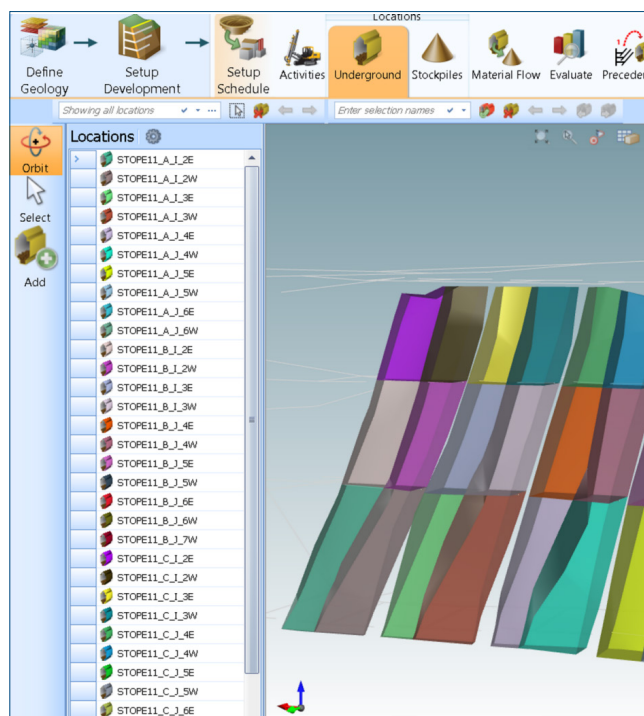 Locations
Define Geology
Setup Development
Setup Schedule
Activities
Underground
Stockpiles
Material Flow
Evaluate
Preceden
Showing all locations
Enter selection names
Orbit
Select
Add
Locations
STOPE11_A_I_2E
STOPE11_A_I_2W
STOPE11_A_I_3E
STOPE11_A_I_3W
STOPE11_A_J_4E
STOPE11_A_J_4W
STOPE11_A_J_5E
STOPE11_A_J_5W
STOPE11_A_J_6E
STOPE11_A_J_6W
STOPE11_B_I_2E
STOPE11_B_I_2W
STOPE11_B_I_3E
STOPE11_B_I_3W
STOPE11_B_J_4E
STOPE11_B_J_4W
STOPE11_B_J_5E
STOPE11_B_J_5W
STOPE11_B_J_6E
STOPE11_B_J_6W
STOPE11_B_J_7W
STOPE11_C_I_2E
STOPE11_C_I_2W
STOPE11_C_I_3E
STOPE11_C_I_3W
STOPE11_C_J_4E
STOPE11_C_J_4W
STOPE11_C_J_5E
STOPE11_C_J_5W
STOPE11_C_J_6E